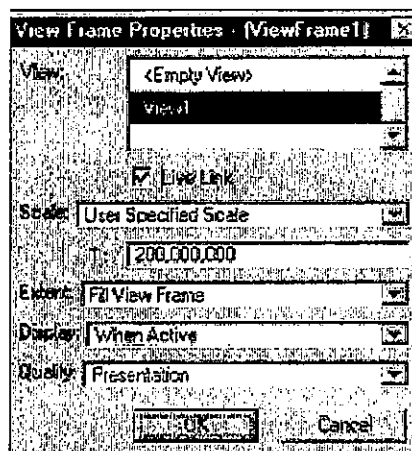 View Frame Properties - (ViewFrame1)
View:
<Empty View>
View1
Live Link
Scale: User Specified Scale
200,000,000
Extent: Fill View Frame
Display: When Active
Quality: Presentation
OK Cancel